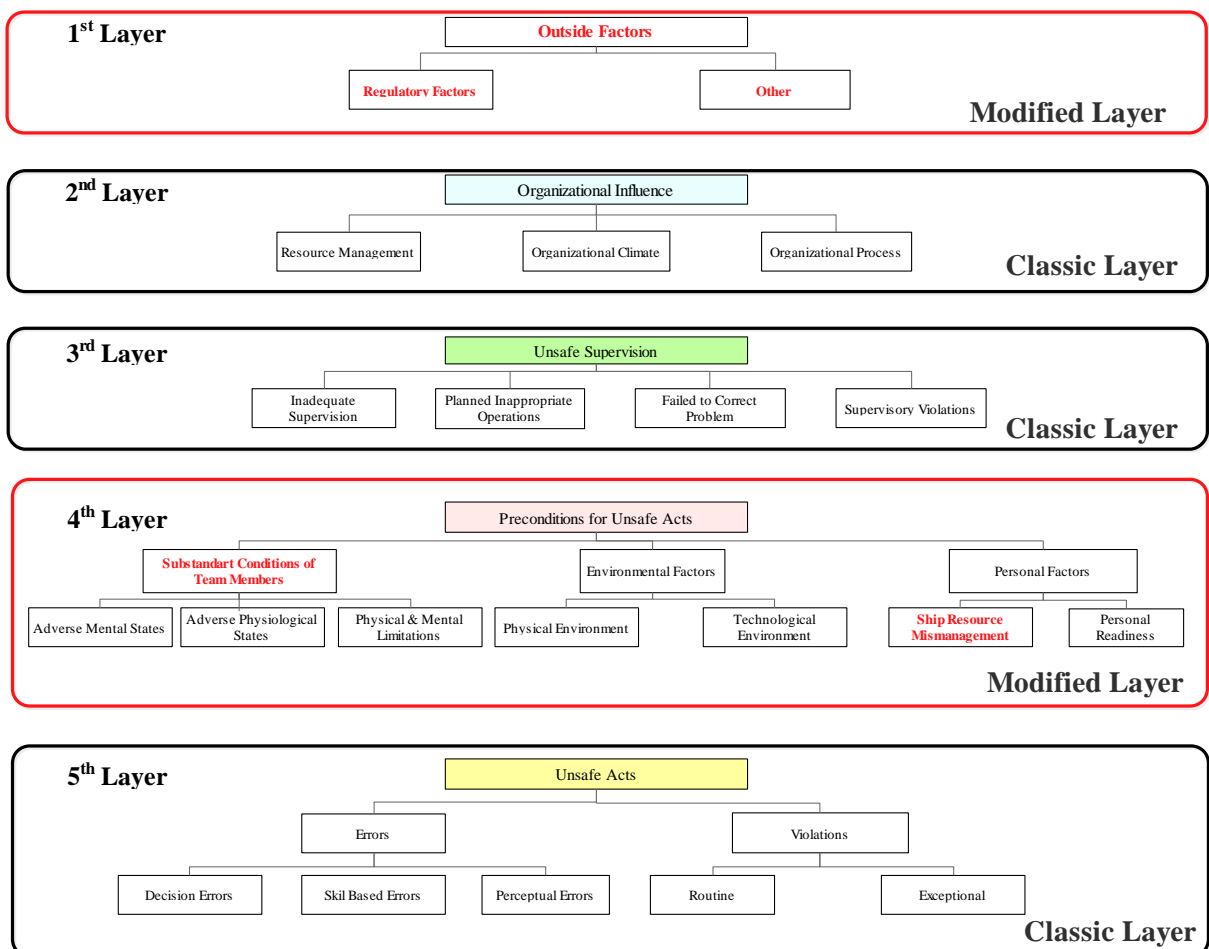 1st Layer
Outside Factors
Regulatory Factors
Other
Modified Layer
2nd Layer
Organizational Influence
Resource Management
Organizational Climate
Organizational Process
Classic Layer
3rd Layer
Unsafe Supervision
Inadequate
Supervision
Planned Inappropriate
Operations
Failed to Correct
Problem
Supervisory Violations
Classic Layer
4th Layer
Preconditions for Unsafe Acts
Substandart Conditions of
Team Members
Environmental Factors
Personal Factors
Adverse Mental States
Adverse Physiological
States
Physical & Mental
Limitations
Physical Environment
Technological
Environment
Ship Resource
Mismanagement
Personal
Readiness
Modified Layer
5th Layer
Unsafe Acts
Errors
Violations
Decision Errors
Skil Based Errors
Perceptual Errors
Routine
Exceptional
Classic Layer